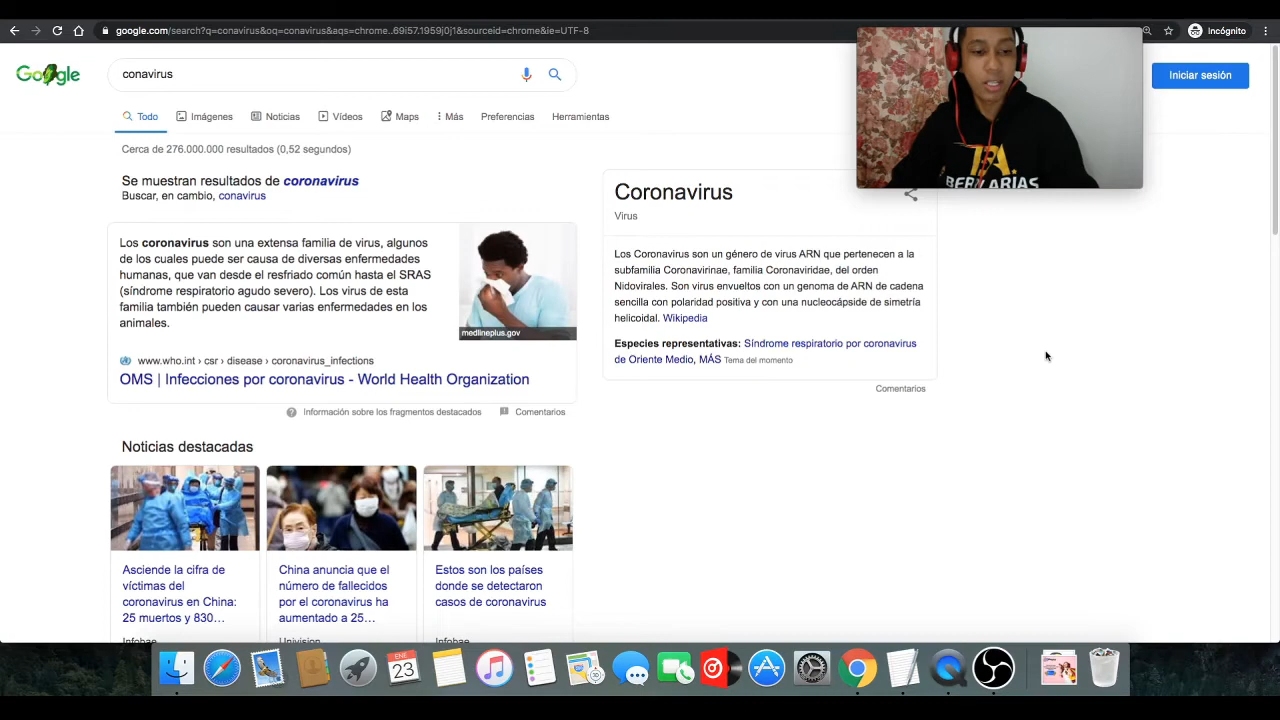 google.com/search?q=conavirus&oq=conavirus&aqs=chrome..69i57.1959j0j1&sourceid=chrome&ie=UTF-8
Incógnito
Google
conavirus
Iniciar sesión
Todo
Imágenes
Noticias
Vídeos
Maps
Más
Preferencias
Herramientas
Cerca de 276.000.000 resultados (0,52 segundos)
Se muestran resultados de coronavirus
Buscar, en cambio, conavirus
Los coronavirus son una extensa familia de virus, algunos
de los cuales puede ser causa de diversas enfermedades
humanas, que van desde el resfriado común hasta el SRAS
(síndrome respiratorio agudo severo). Los virus de esta
familia también pueden causar varias enfermedades en los
animales.
medlineplus.gov
www.who.int › csr › disease › coronavirus_infections
OMS | Infecciones por coronavirus - World Health Organization
Información sobre los fragmentos destacados
Comentarios
Coronavirus
Virus
Los Coronavirus son un género de virus ARN que pertenecen a la
subfamilia Coronavirinae, familia Coronaviridae, del orden
Nidovirales. Son virus envueltos con un genoma de ARN de cadena
sencilla con polaridad positiva y con una nucleocápside de simetría
helicoidal. Wikipedia
Especies representativas: Síndrome respiratorio por coronavirus
de Oriente Medio, MÁS Tema del momento
Comentarios
Noticias destacadas
Asciende la cifra de
víctimas del
coronavirus en China:
25 muertos y 830…
Infobae
China anuncia que el
número de fallecidos
por el coronavirus ha
aumentado a 25…
Univision
Estos son los países
donde se detectaron
casos de coronavirus
Infobae
ENE
23